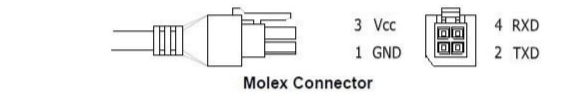 3 Vcc 4 RXD
1 GND 2 TXD
Molex Connector